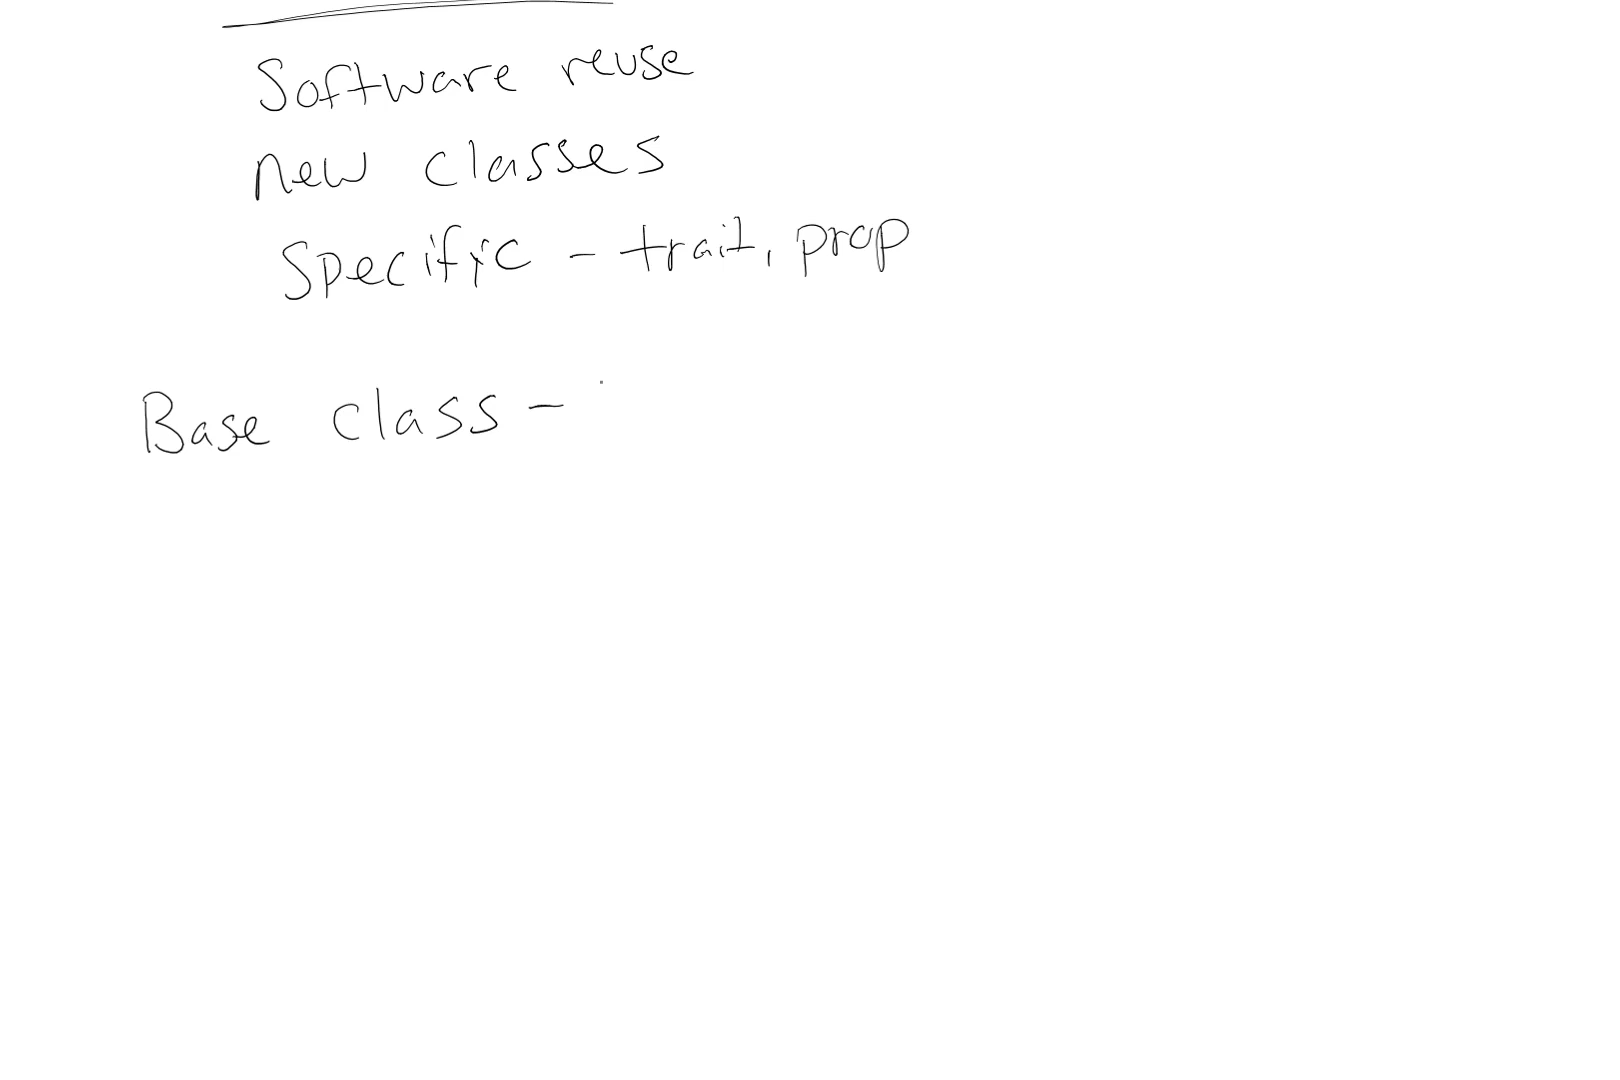 Software reuse
new classes
Specific - trait, prop
Base class -